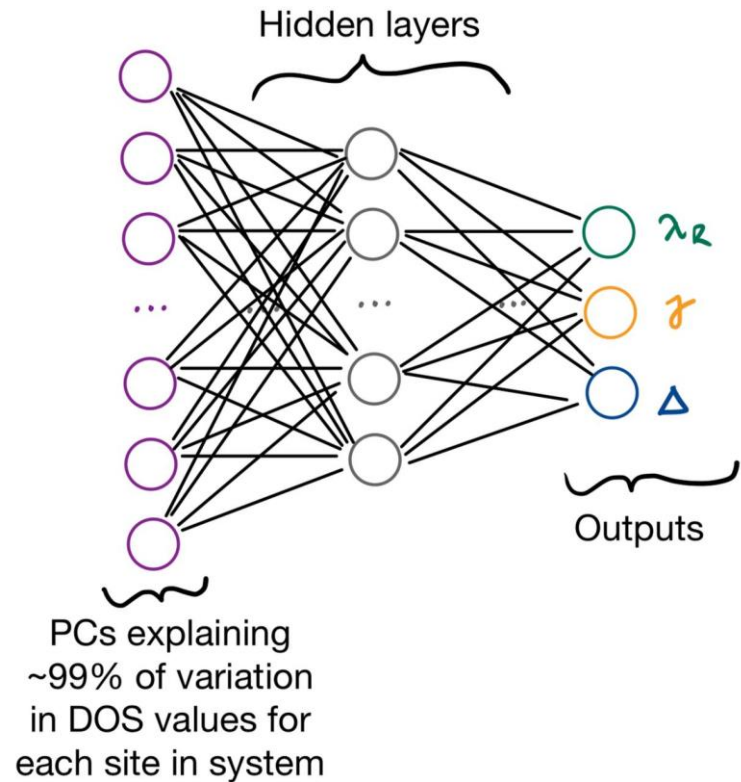 Hidden layers
λR
γ
Δ
Outputs
PCs explaining
~99% of variation
in DOS values for
each site in system